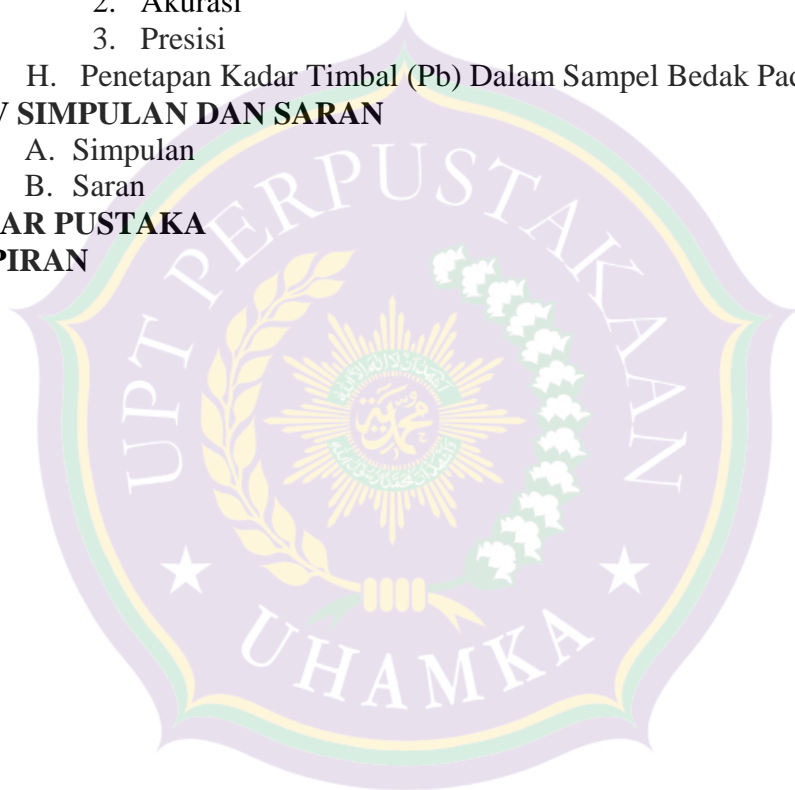 2. Akurasi
3. Presisi
H. Penetapan Kadar Timbal (Pb) Dalam Sampel Bedak
V SIMPULAN DAN SARAN
A. Simpulan
B. Saran
AR PUSTAKA
PIRAN
UPT PERPUSTAKAAN
محمدية
UHAMKA